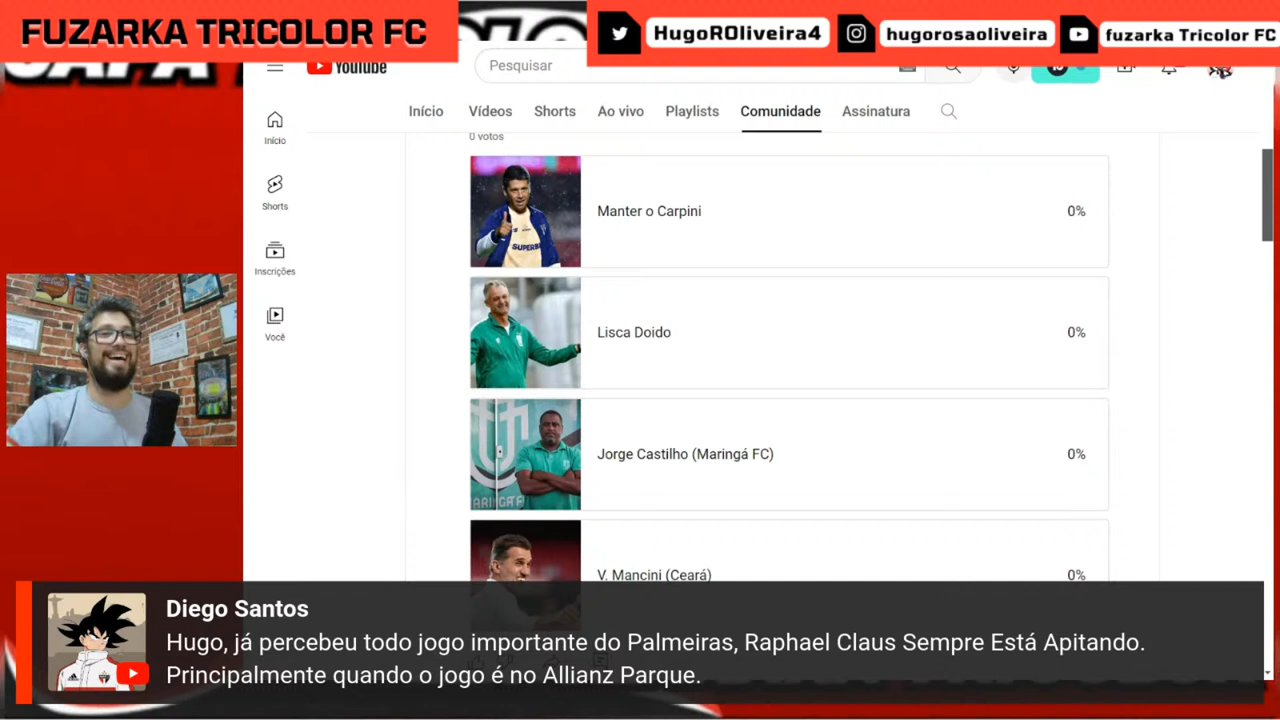 FUZARKA TRICOLOR FC
HugoROliveira4
hugorosaoliveira
fuzarka Tricolor FC
YouTube
Pesquisar
Início
Vídeos
Shorts
Ao vivo
Playlists
Comunidade
Assinatura
0 votos
Início
Shorts
Inscrições
Você
Manter o Carpini
0%
SUPERB
Lisca Doido
0%
Jorge Castilho (Maringá FC)
0%
V. Mancini (Ceará)
0%
Diego Santos
Hugo, já percebeu todo jogo importante do Palmeiras, Raphael Claus Sempre Está Apitando.
Principalmente quando o jogo é no Allianz Parque.